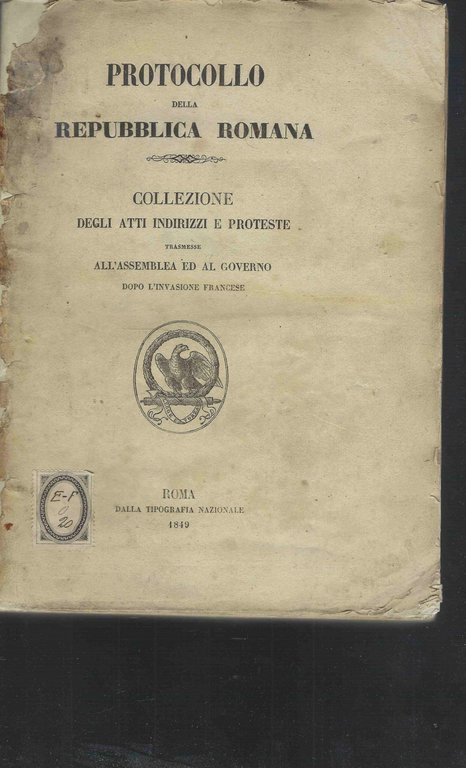 PROTOCOLLO
DELLA
REPUBBLICA ROMANA
COLLEZIONE
DEGLI ATTI INDIRIZZI E PROTESTE
TRASMESSE
ALL'ASSEMBLEA ED AL GOVERNO
DOPO L'INVASIONE FRANCESE
E-F
20
ROMA
DALLA TIPOGRAFIA NAZIONALE
1849